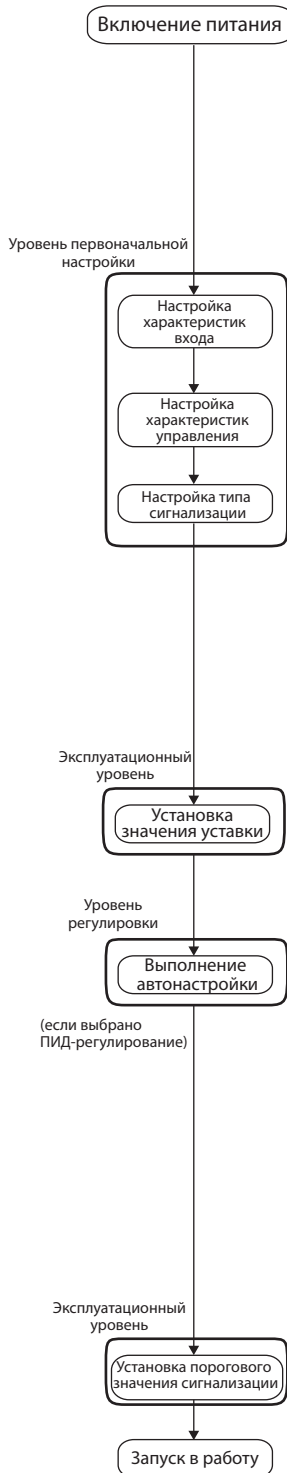 Включение питания
Уровень первоначальной
настройки
Настройка
характеристик
входа
Настройка
характеристик
управления
Настройка типа
сигнализации
Эксплуатационный
уровень
Установка
значения уставки
Уровень
регулировки
Выполнение
автонастройки
(если выбрано
ПИД-регулирование)
Эксплуатационный
уровень
Установка порогового
значения сигнализации
Запуск в работу